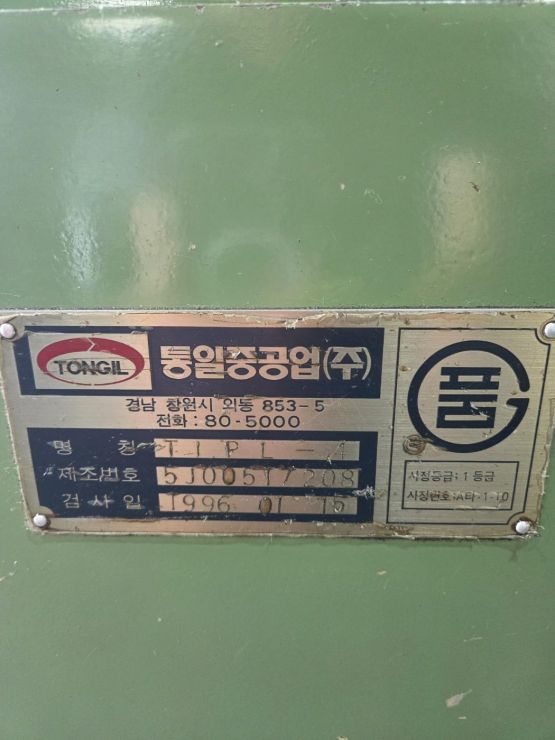 TONGIL
통일중공업(주)
경남 창원시 외동 853-5
전화: 80-5000
명 칭 TIPL-4
제조번호
검사일 1996 01 15
품
사정등급: 1 등급